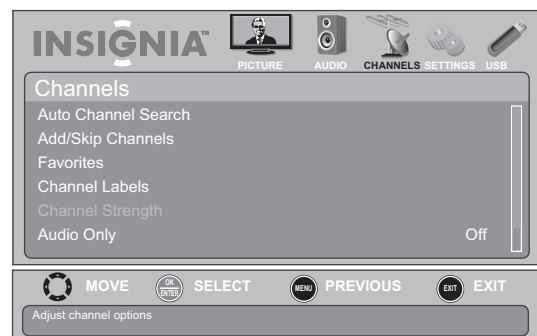 INSIGNIA™
PICTURE AUDIO CHANNELS SETTINGS USB
Channels
Auto Channel Search
Add/Skip Channels
Favorites
Channel Labels
Channel Strength
Audio Only Off
MOVE OK ENTER SELECT MENU PREVIOUS EXIT EXIT
Adjust channel options